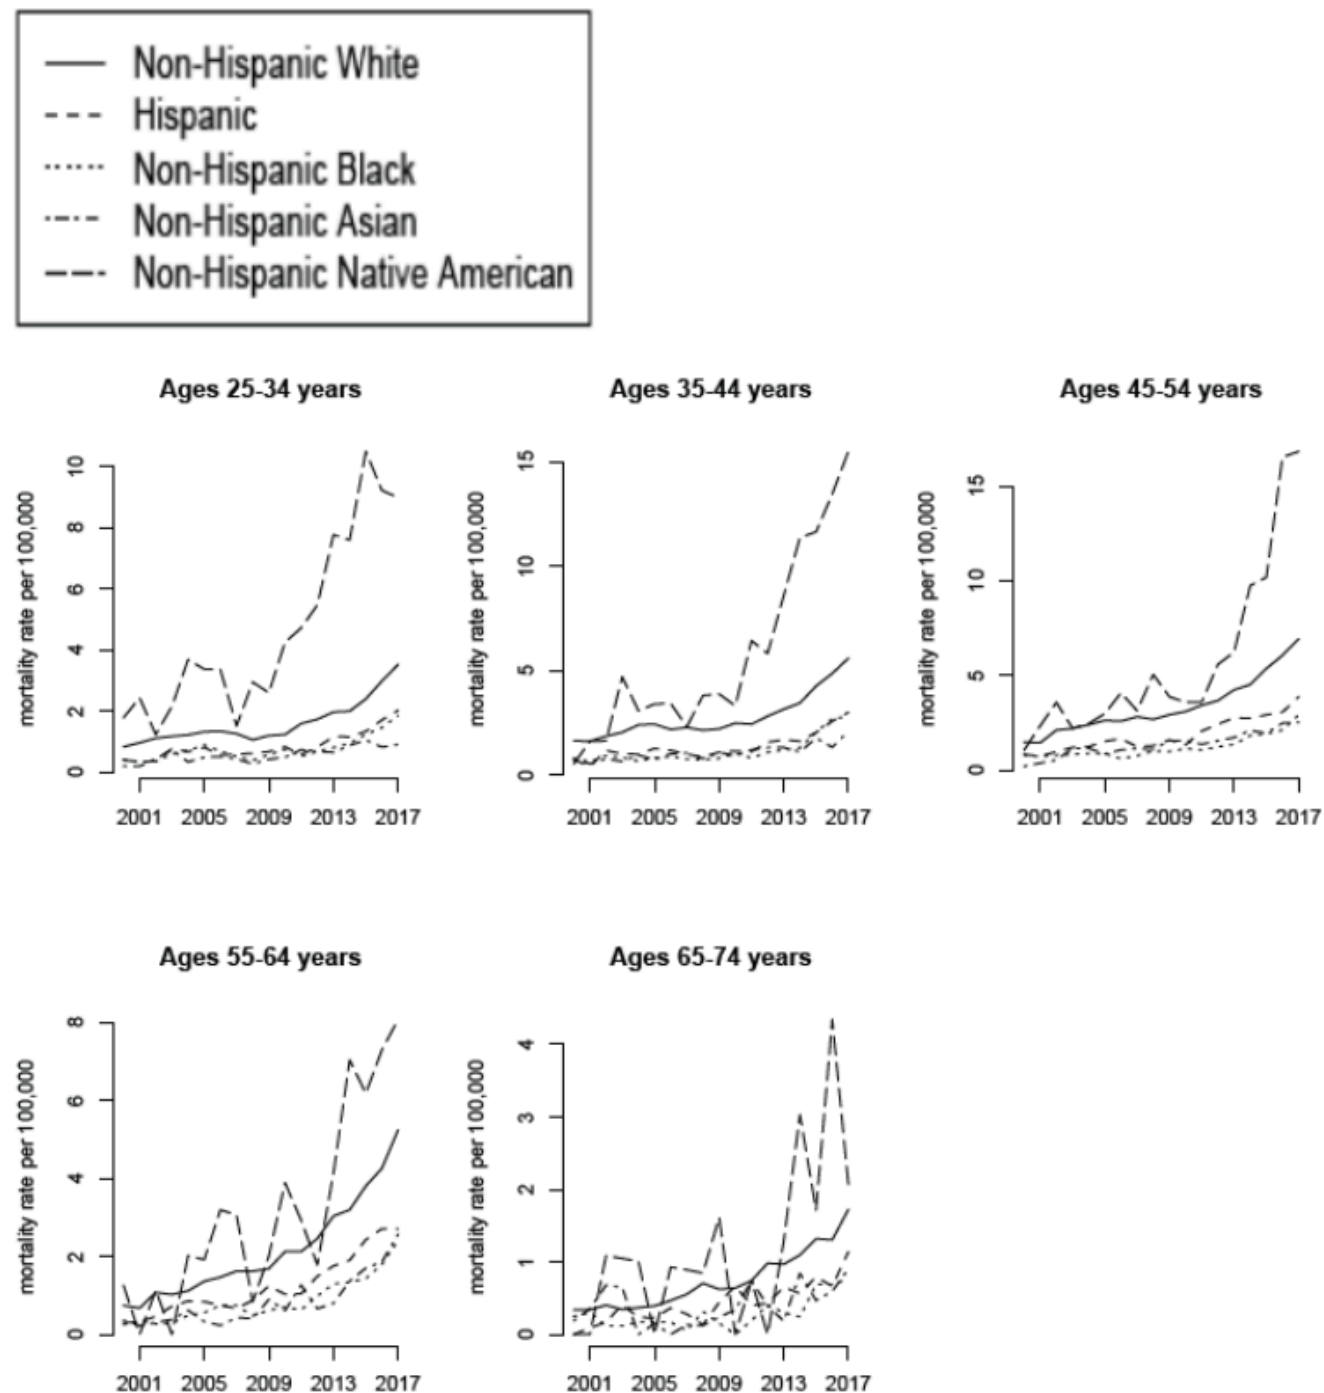 Non-Hispanic White
Hispanic
Non-Hispanic Black
Non-Hispanic Asian
Non-Hispanic Native American
Ages 25-34 years
mortality rate per 100,000
0 2 4 6 8 10
2001 2005 2009 2013 2017
Ages 35-44 years
mortality rate per 100,000
0 5 10 15
2001 2005 2009 2013 2017
Ages 45-54 years
mortality rate per 100,000
0 5 10 15
2001 2005 2009 2013 2017
Ages 55-64 years
mortality rate per 100,000
0 2 4 6 8
2001 2005 2009 2013 2017
Ages 65-74 years
mortality rate per 100,000
0 1 2 3 4
2001 2005 2009 2013 2017